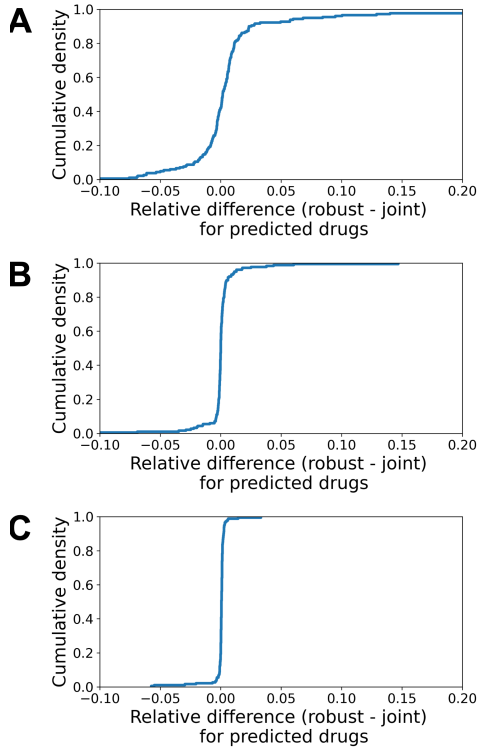 A
Cumulative density
1.0
0.8
0.6
0.4
0.2
0.0
−0.10 −0.05 0.00 0.05 0.10 0.15 0.20
Relative difference (robust - joint)
for predicted drugs
B
Cumulative density
1.0
0.8
0.6
0.4
0.2
0.0
−0.10 −0.05 0.00 0.05 0.10 0.15 0.20
Relative difference (robust - joint)
for predicted drugs
C
Cumulative density
1.0
0.8
0.6
0.4
0.2
0.0
−0.10 −0.05 0.00 0.05 0.10 0.15 0.20
Relative difference (robust - joint)
for predicted drugs